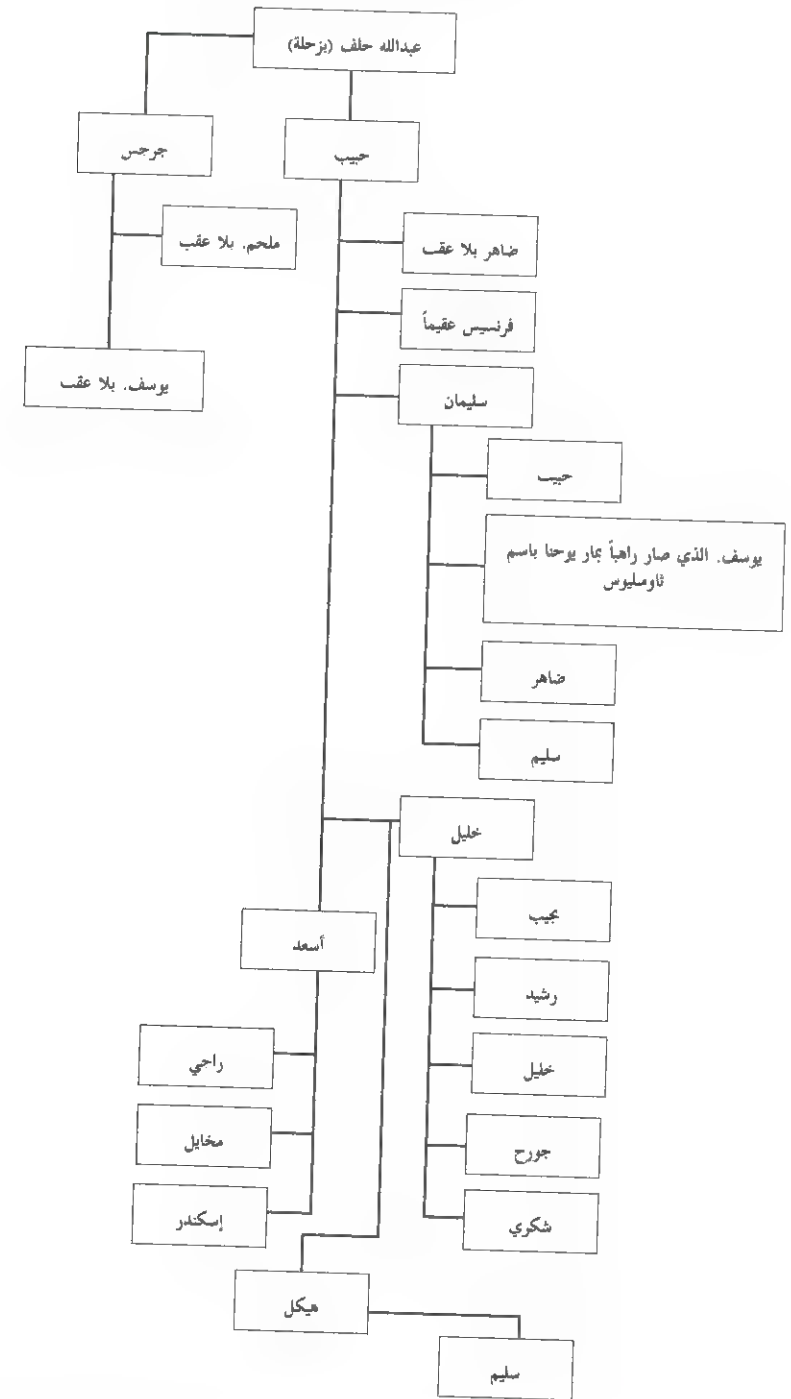 عبدالله حلف (بزحلة)
جرجس
حبيب
ملحم. بلا عقب
يوسف. بلا عقب
ضاهر بلا عقب
فرنسيس عقيماً
سليمان
حبيب
يوسف. الذي صار راهباً بمار يوحنا باسم
ثاوسليوس
ضاهر
سليم
خليل
نجيب
رشيد
خليل
جورج
شكري
أسعد
راجي
مخايل
إسكندر
هيكل
سليم